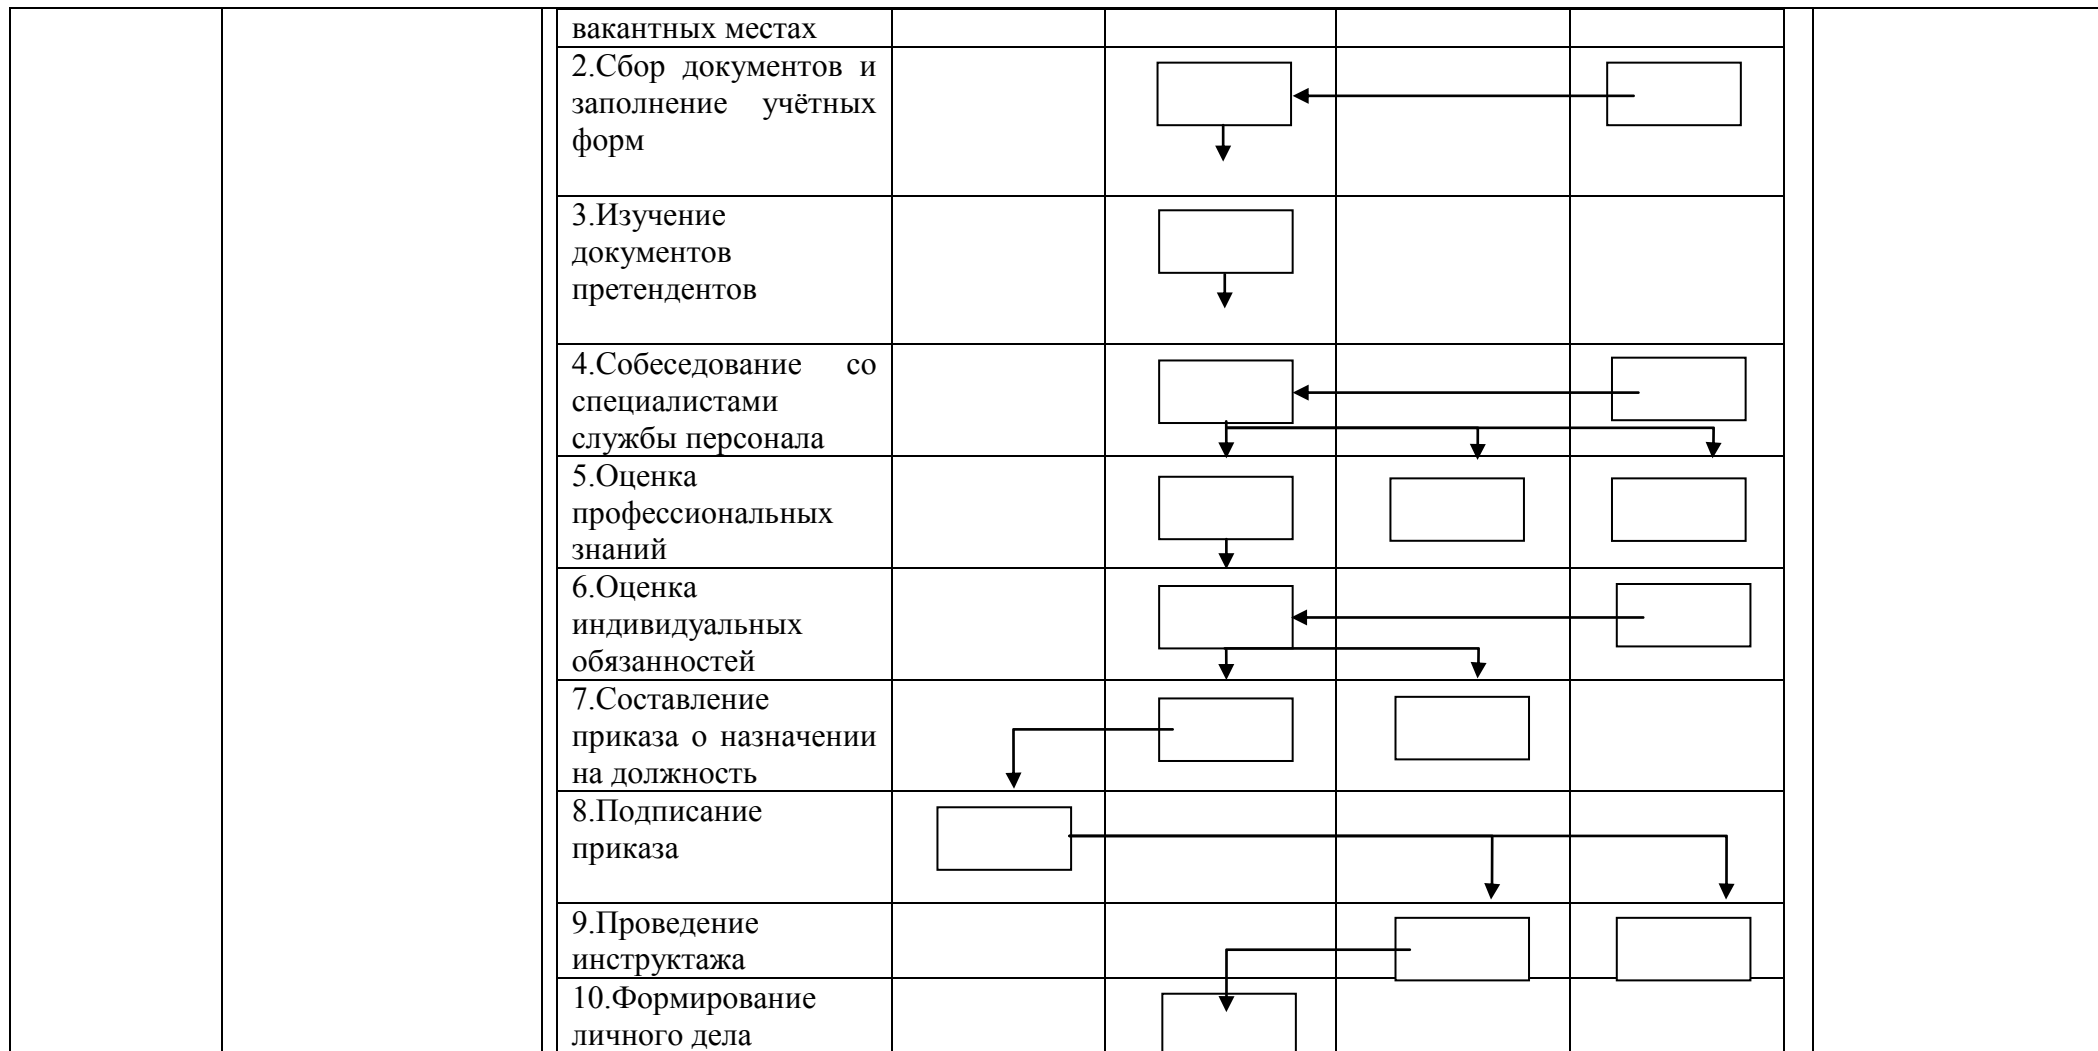 вакантных местах
2.Сбор документов и
заполнение учётных
форм
3.Изучение
документов
претендентов
4.Собеседование со
специалистами
службы персонала
5.Оценка
профессиональных
знаний
6.Оценка
индивидуальных
обязанностей
7.Составление
приказа о назначении
на должность
8.Подписание
приказа
9.Проведение
инструктажа
10.Формирование
личного дела